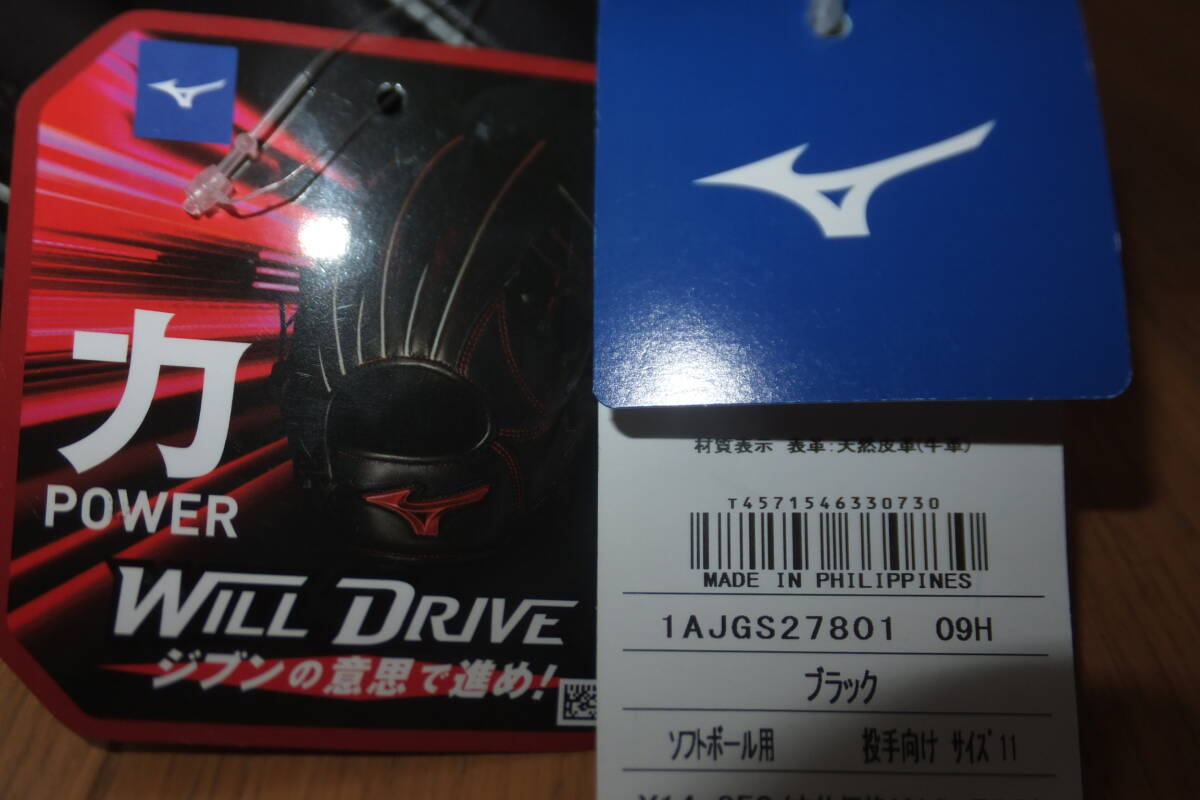 力
POWER
WILL DRIVE
ジブンの意思で進め!
材質表示 表革:天然皮革(牛革)
T4571546330730
MADE IN PHILIPPINES
1AJGS27801 09H
ブラック
ソフトボール用 投手向け サイズ11